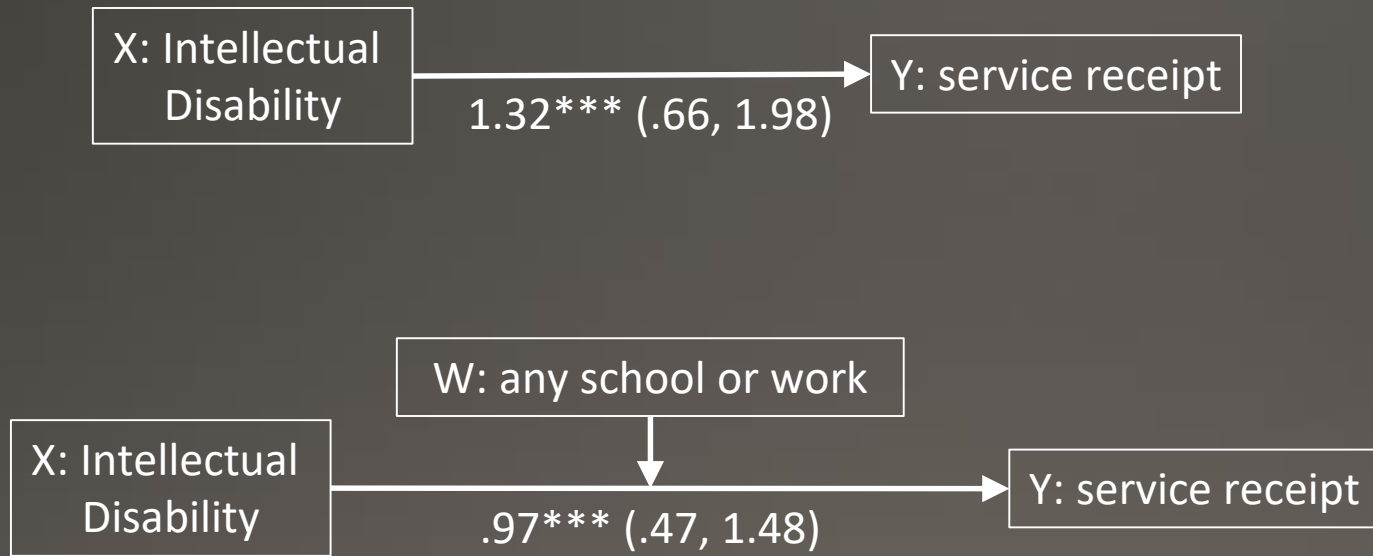 X: Intellectual
Disability
Y: service receipt
1.32*** (.66, 1.98)
W: any school or work
X: Intellectual
Disability
Y: service receipt
.97*** (.47, 1.48)